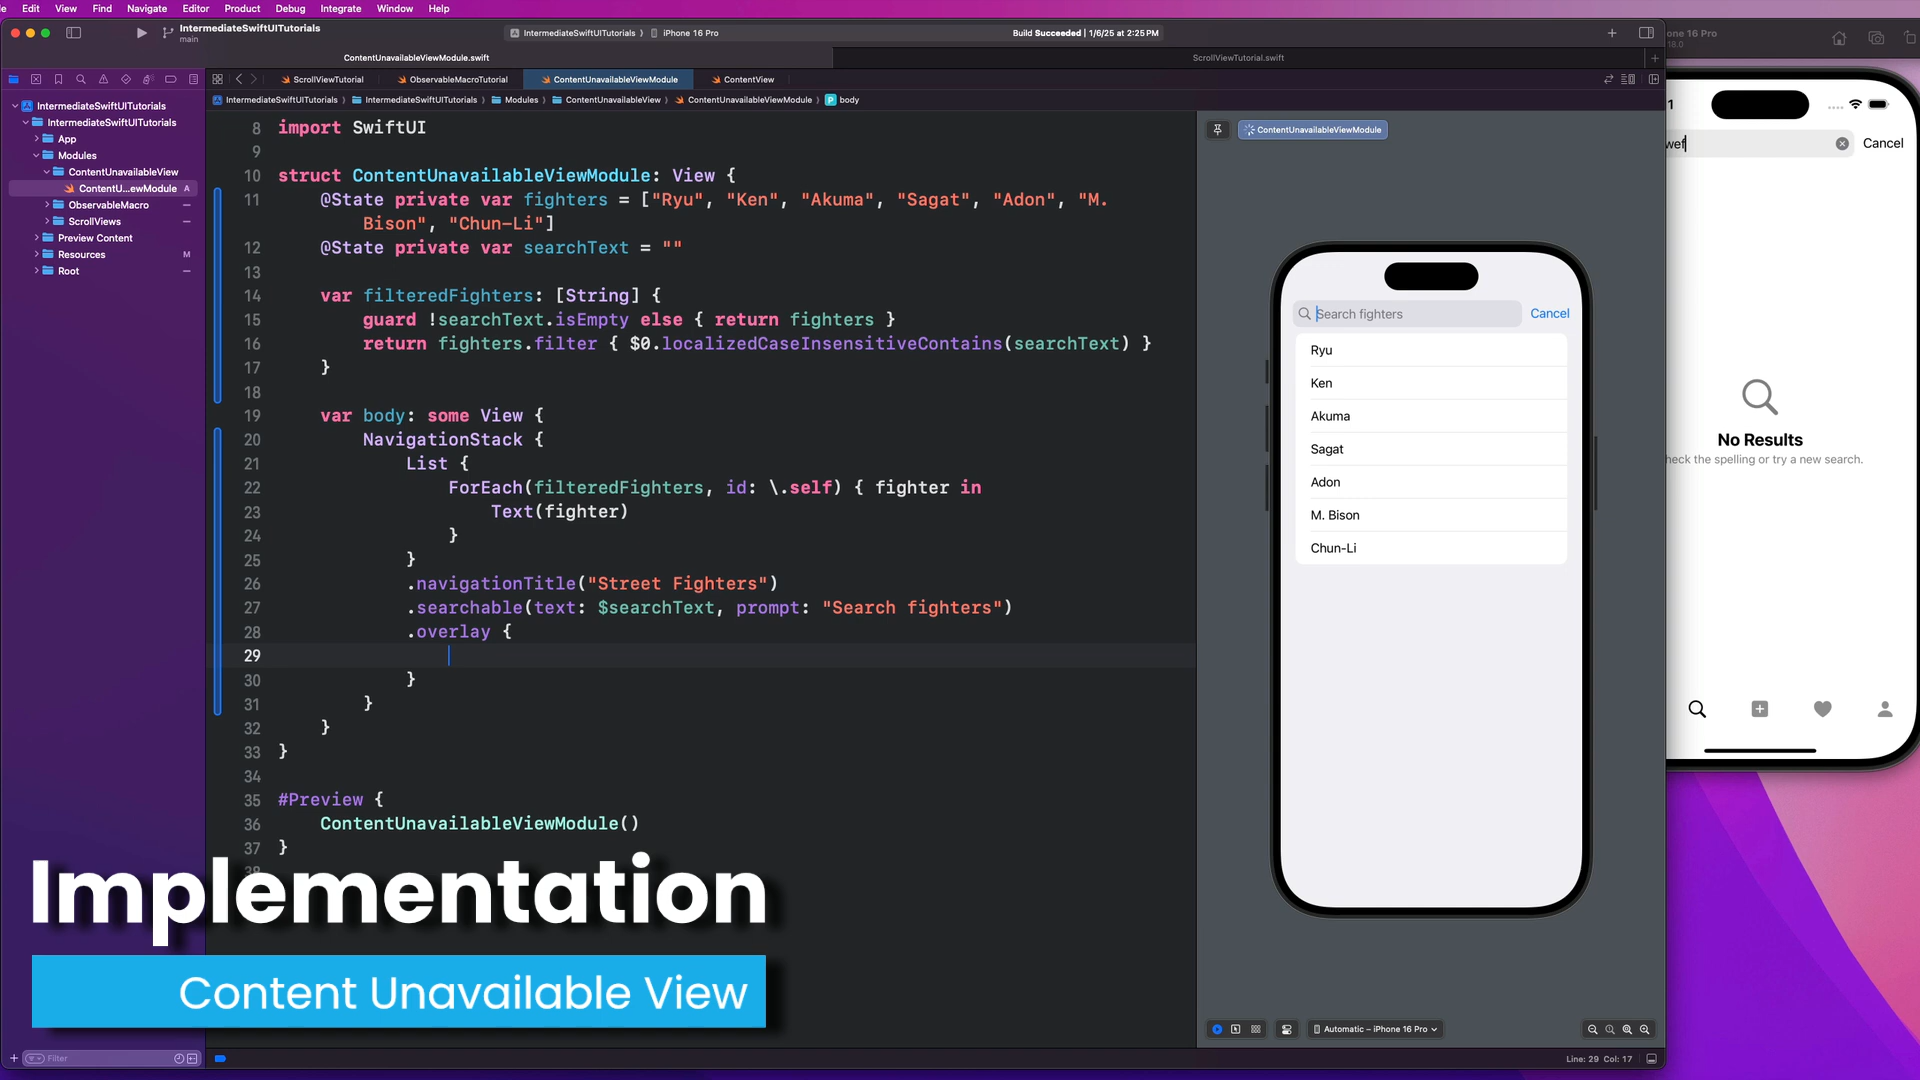 Edit View Find Navigate Editor Product Debug Integrate Window Help
IntermediateSwiftUITutorials
main
IntermediateSwiftUITutorials
iPhone 16 Pro
Build Succeeded | 1/6/25 at 2:25 PM
ContentUnavailableViewModule.swift
ScrollViewTutorial.swift
ScrollViewTutorial
ObservableMacroTutorial
ContentUnavailableViewModule
ContentView
IntermediateSwiftUITutorials
IntermediateSwiftUITutorials
Modules
ContentUnavailableView
ContentUnavailableViewModule
P body
IntermediateSwiftUITutorials
IntermediateSwiftUITutorials
App
Modules
ContentUnavailableView
ContentU...ewModule A
ObservableMacro
ScrollViews
Preview Content
Resources M
Root
8 import SwiftUI
9
10 struct ContentUnavailableViewModule: View {
11 @State private var fighters = ["Ryu", "Ken", "Akuma", "Sagat", "Adon", "M.
Bison", "Chun-Li"]
12 @State private var searchText = ""
13
14 var filteredFighters: [String] {
15 guard !searchText.isEmpty else { return fighters }
16 return fighters.filter { $0.localizedCaseInsensitiveContains(searchText) }
17 }
18
19 var body: some View {
20 NavigationStack {
21 List {
22 ForEach(filteredFighters, id: \.self) { fighter in
23 Text(fighter)
24 }
25 }
26 .navigationTitle("Street Fighters")
27 .searchable(text: $searchText, prompt: "Search fighters")
28 .overlay {
29
30 }
31 }
32 }
33 }
34
35 #Preview {
36 ContentUnavailableViewModule()
37 }
Implementation
Content Unavailable View
Filter
ContentUnavailableViewModule
Search fighters
Cancel
Ryu
Ken
Akuma
Sagat
Adon
M. Bison
Chun-Li
Automatic – iPhone 16 Pro
Line: 29 Col: 17
one 16 Pro
18.0
1
wef
Cancel
No Results
heck the spelling or try a new search.